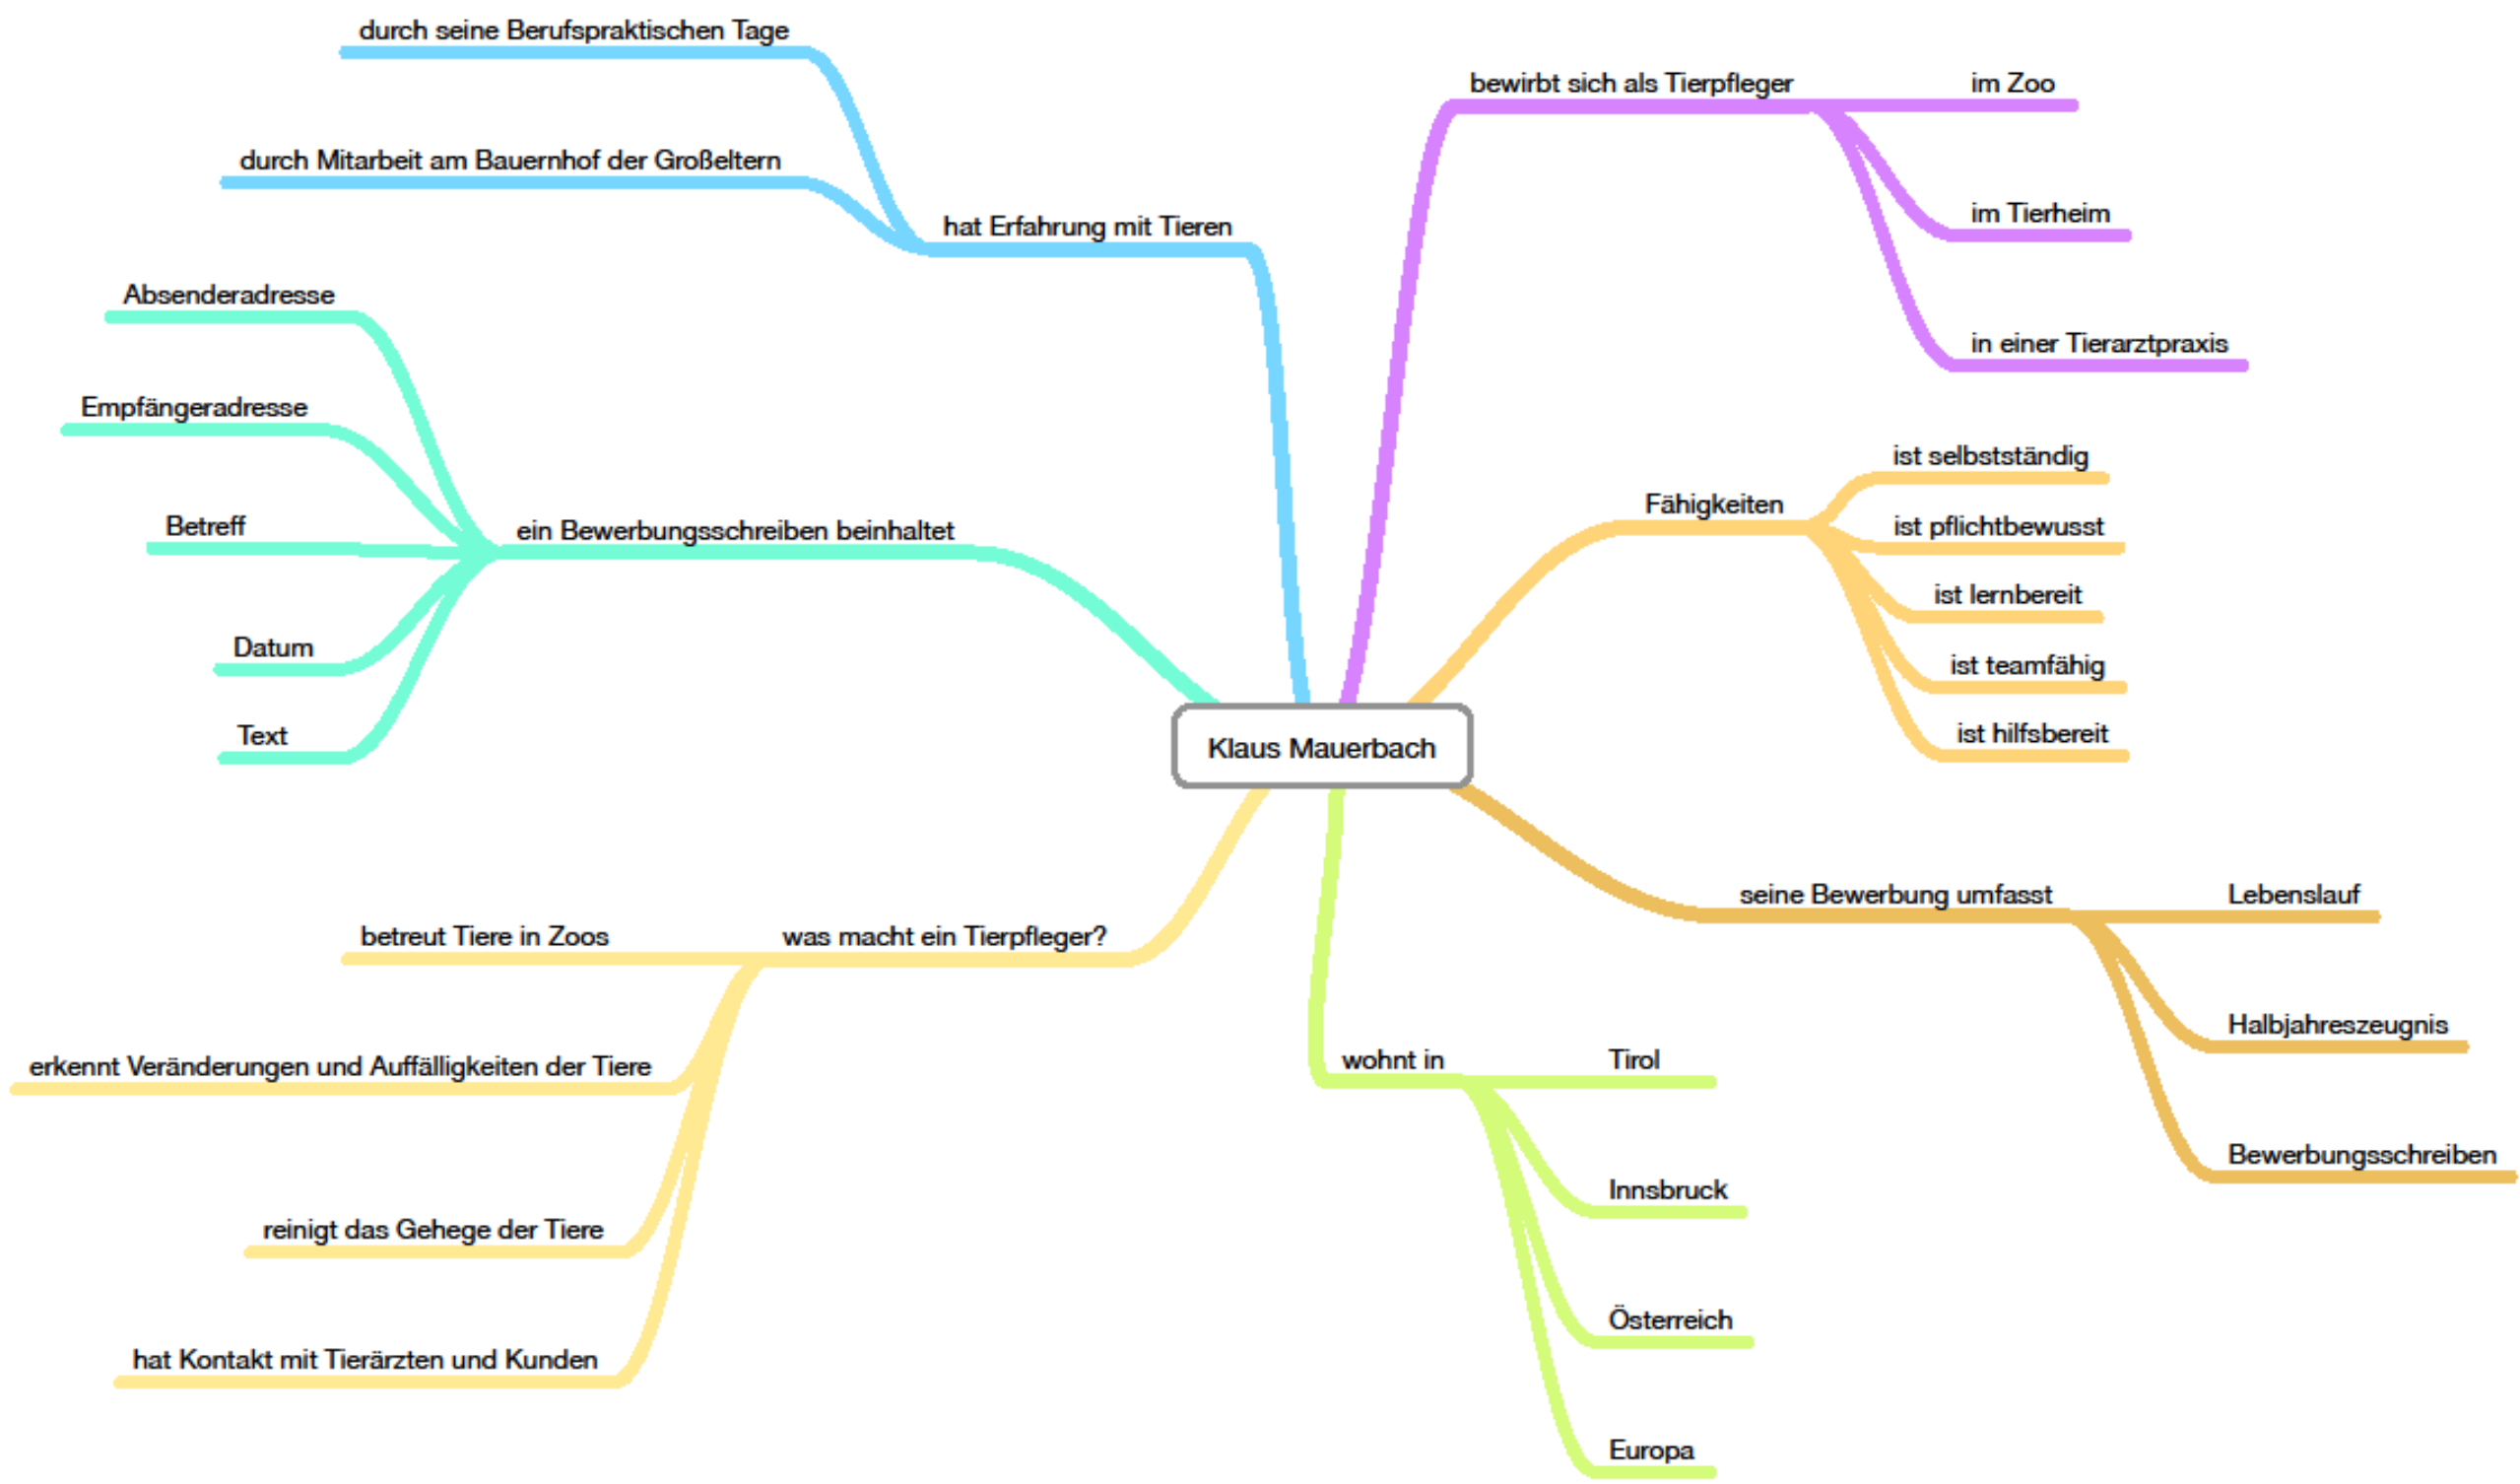 Klaus Mauerbach
durch seine Berufspraktischen Tage
durch Mitarbeit am Bauernhof der Großeltern
hat Erfahrung mit Tieren
Absenderadresse
Empfängeradresse
Betreff
ein Bewerbungsschreiben beinhaltet
Datum
Text
betreut Tiere in Zoos
was macht ein Tierpfleger?
erkennt Veränderungen und Auffälligkeiten der Tiere
reinigt das Gehege der Tiere
hat Kontakt mit Tierärzten und Kunden
bewirbt sich als Tierpfleger
im Zoo
im Tierheim
in einer Tierarztpraxis
Fähigkeiten
ist selbstständig
ist pflichtbewusst
ist lernbereit
ist teamfähig
ist hilfsbereit
seine Bewerbung umfasst
Lebenslauf
Halbjahreszeugnis
Bewerbungsschreiben
wohnt in
Tirol
Innsbruck
Österreich
Europa